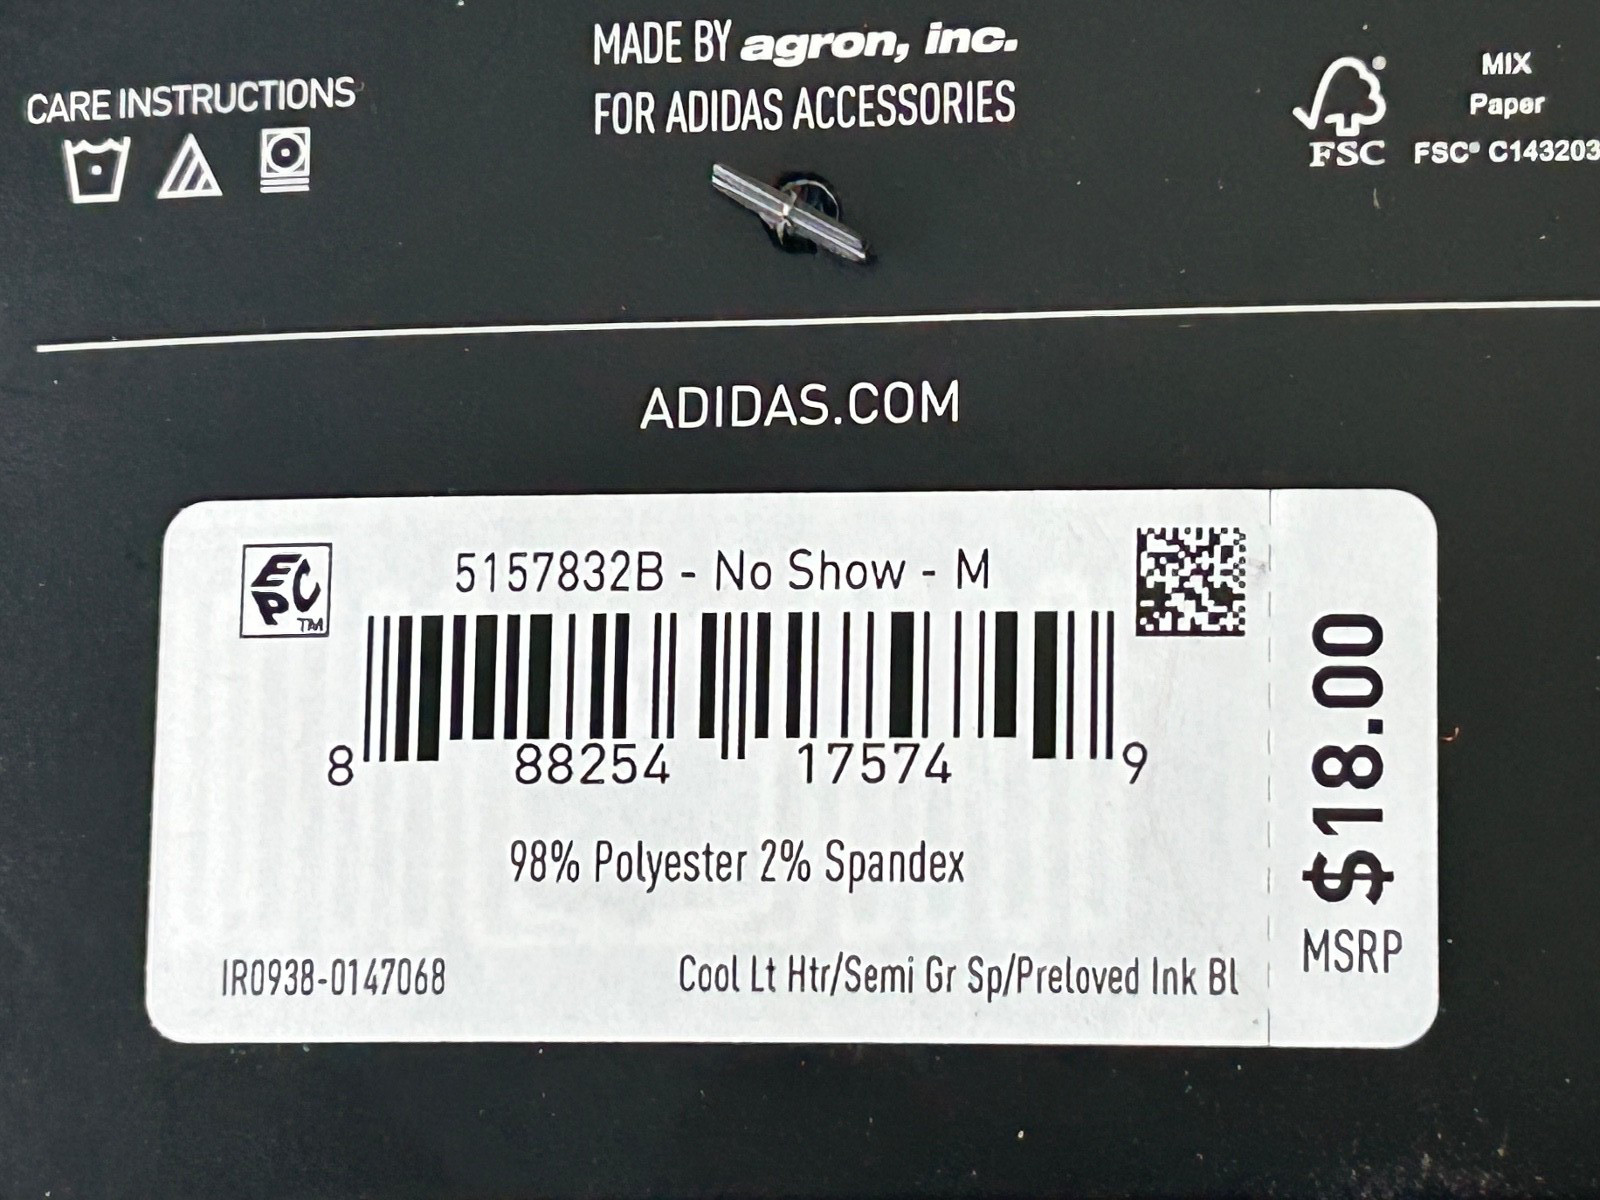 MADE BY agron, inc.
FOR ADIDAS ACCESSORIES
CARE INSTRUCTIONS
MIX
Paper
FSC® C143203
FSC
ADIDAS.COM
EPC™
5157832B - No Show - M
8 88254 17574 9
98% Polyester 2% Spandex
IR0938-0147068
Cool Lt Htr/Semi Gr Sp/Preloved Ink Bl
MSRP $18.00